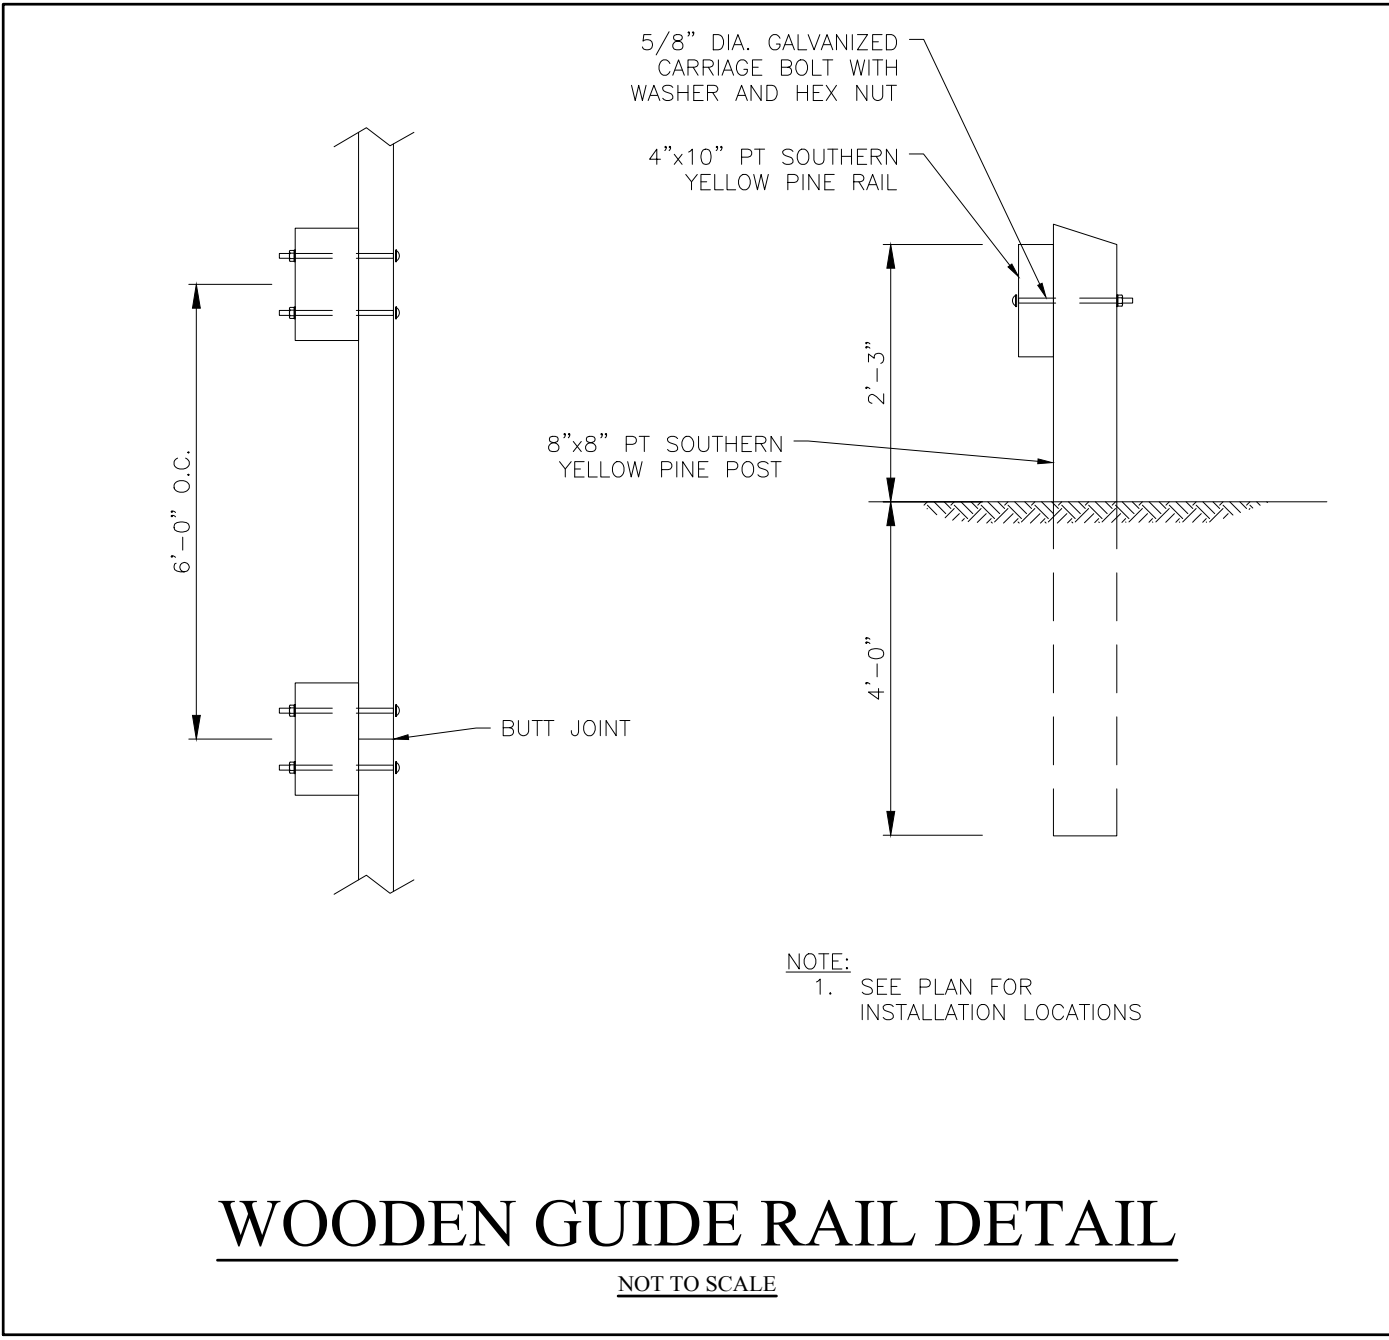 5/8” DIA. GALVANIZED
CARRIAGE BOLT WITH
WASHER AND HEX NUT
4”x10” PT SOUTHERN
YELLOW PINE RAIL
2’-3”
8”x8” PT SOUTHERN
YELLOW PINE POST
6’-0” O.C.
4’-0”
BUTT JOINT
NOTE:
1. SEE PLAN FOR
INSTALLATION LOCATIONS
WOODEN GUIDE RAIL DETAIL
NOT TO SCALE